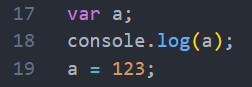 17 var a;
18 console.log(a);
19 a = 123;